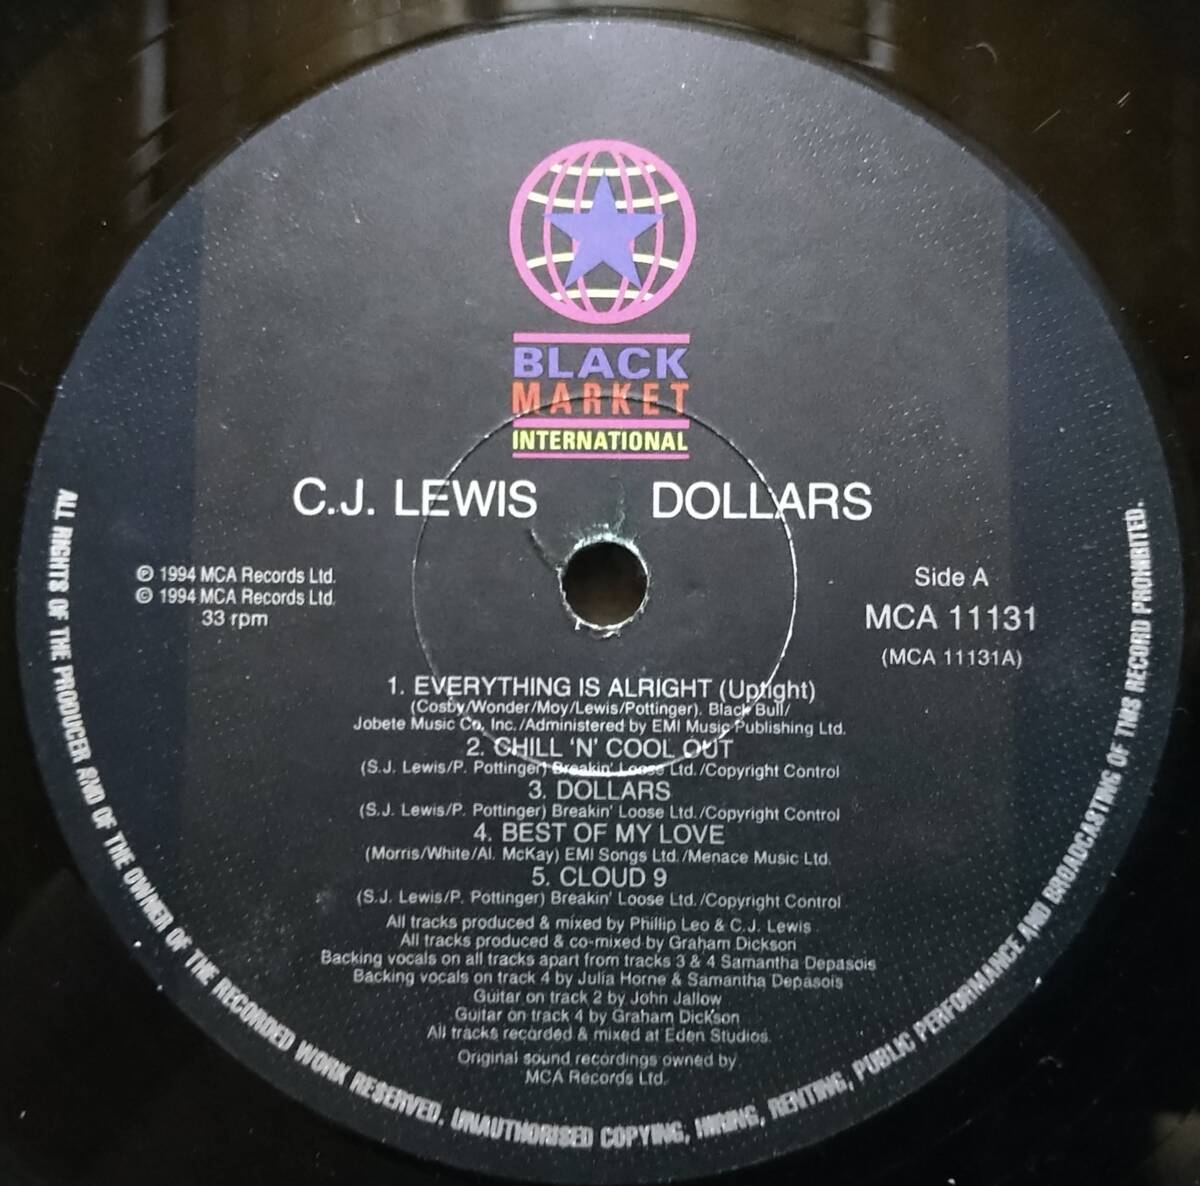 BLACK
MARKET
INTERNATIONAL
C.J. LEWIS DOLLARS
℗ 1994 MCA Records Ltd.
© 1994 MCA Records Ltd.
33 rpm
Side A
MCA 11131
(MCA 11131A)
1. EVERYTHING IS ALRIGHT (Uptight)
(Cosby/Wonder/Moy/Lewis/Pottinger). Black Bull/
Jobete Music Co. Inc./Administered by EMI Music Publishing Ltd.
2. CHILL 'N' COOL OUT
(S.J. Lewis/P. Pottinger) Breakin' Loose Ltd./Copyright Control
3. DOLLARS
(S.J. Lewis/P. Pottinger) Breakin' Loose Ltd./Copyright Control
4. BEST OF MY LOVE
(Morris/White/Al. McKay) EMI Songs Ltd./Menace Music Ltd.
5. CLOUD 9
(S.J. Lewis/P. Pottinger) Breakin' Loose Ltd./Copyright Control
All tracks produced & mixed by Phillip Leo & C.J. Lewis
All tracks produced & co-mixed by Graham Dickson
Backing vocals on all tracks apart from tracks 3 & 4 Samantha Depasois
Backing vocals on track 4 by Julia Horne & Samantha Depasois
Guitar on track 2 by John Jallow
Guitar on track 4 by Graham Dickson
All tracks recorded & mixed at Eden Studios.
Original sound recordings owned by
MCA Records Ltd.
ALL RIGHTS OF THE PRODUCER AND OF THE OWNER OF THE RECORDED WORK RESERVED. UNAUTHORISED COPYING, HIRING, RENTING, PUBLIC PERFORMANCE AND BROADCASTING OF THIS RECORD PROHIBITED.